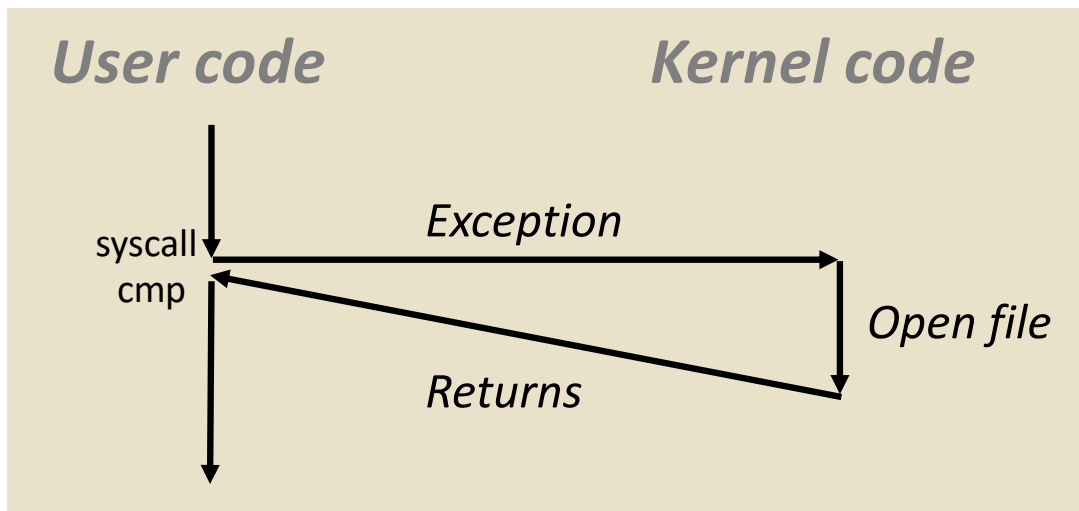 User code
Kernel code
Exception
syscall
cmp
Open file
Returns